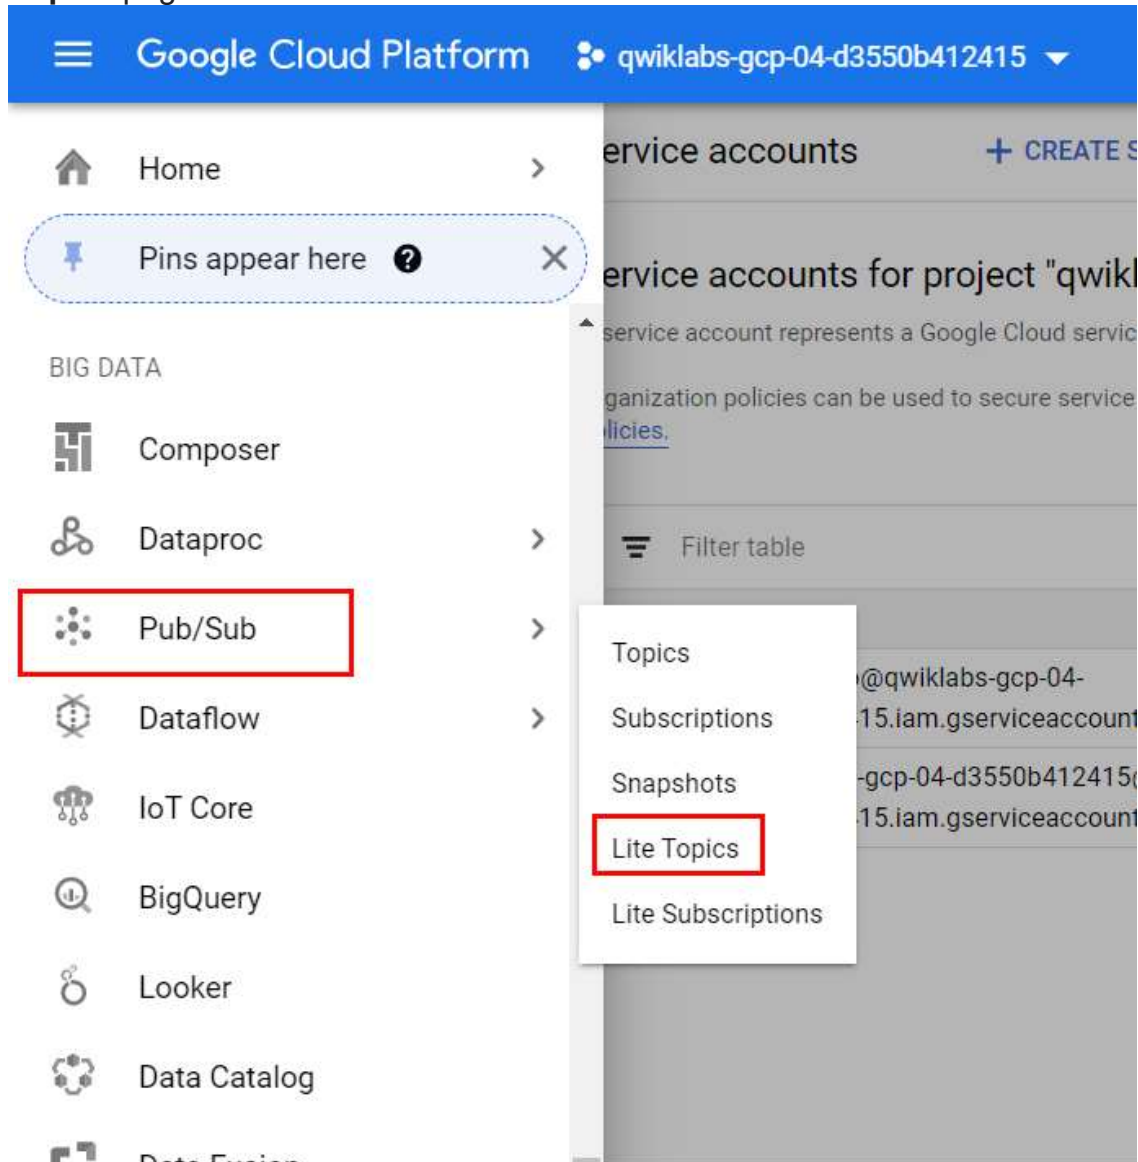 Google Cloud Platform qwiklabs-gcp-04-d3550b412415
Home
Pins appear here
BIG DATA
Composer
Dataproc
Pub/Sub
Dataflow
IoT Core
BigQuery
Looker
Data Catalog
Data Fusion
Topics
Subscriptions
Snapshots
Lite Topics
Lite Subscriptions
ervice accounts + CREATE S
ervice accounts for project "qwikl
service account represents a Google Cloud servic
ganization policies can be used to secure service
licies.
Filter table
@qwiklabs-gcp-04-
15.iam.gserviceaccount
-gcp-04-d3550b412415@
15.iam.gserviceaccount